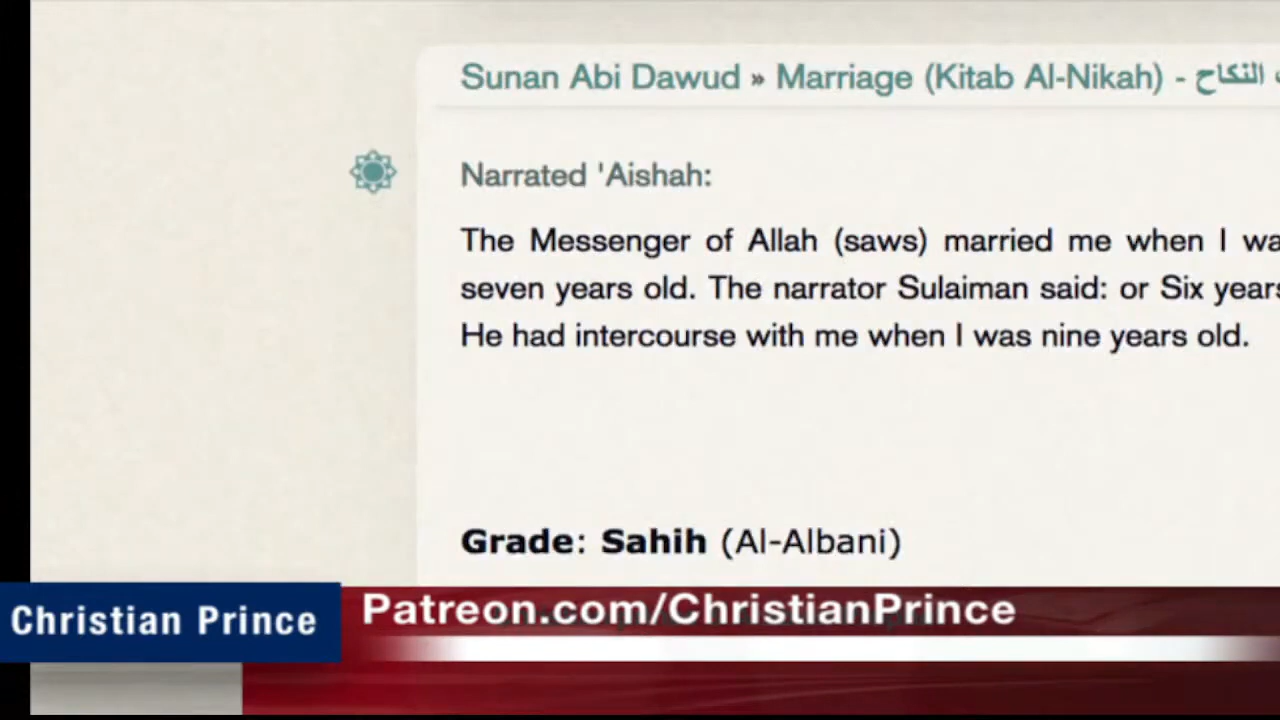 Sunan Abi Dawud » Marriage (Kitab Al-Nikah) - النكاح
Narrated 'Aishah:
The Messenger of Allah (saws) married me when I
seven years old. The narrator Sulaiman said: or Six years
He had intercourse with me when I was nine years old.
Grade: Sahih (Al-Albani)
Christian Prince
Patreon.com/ChristianPrince